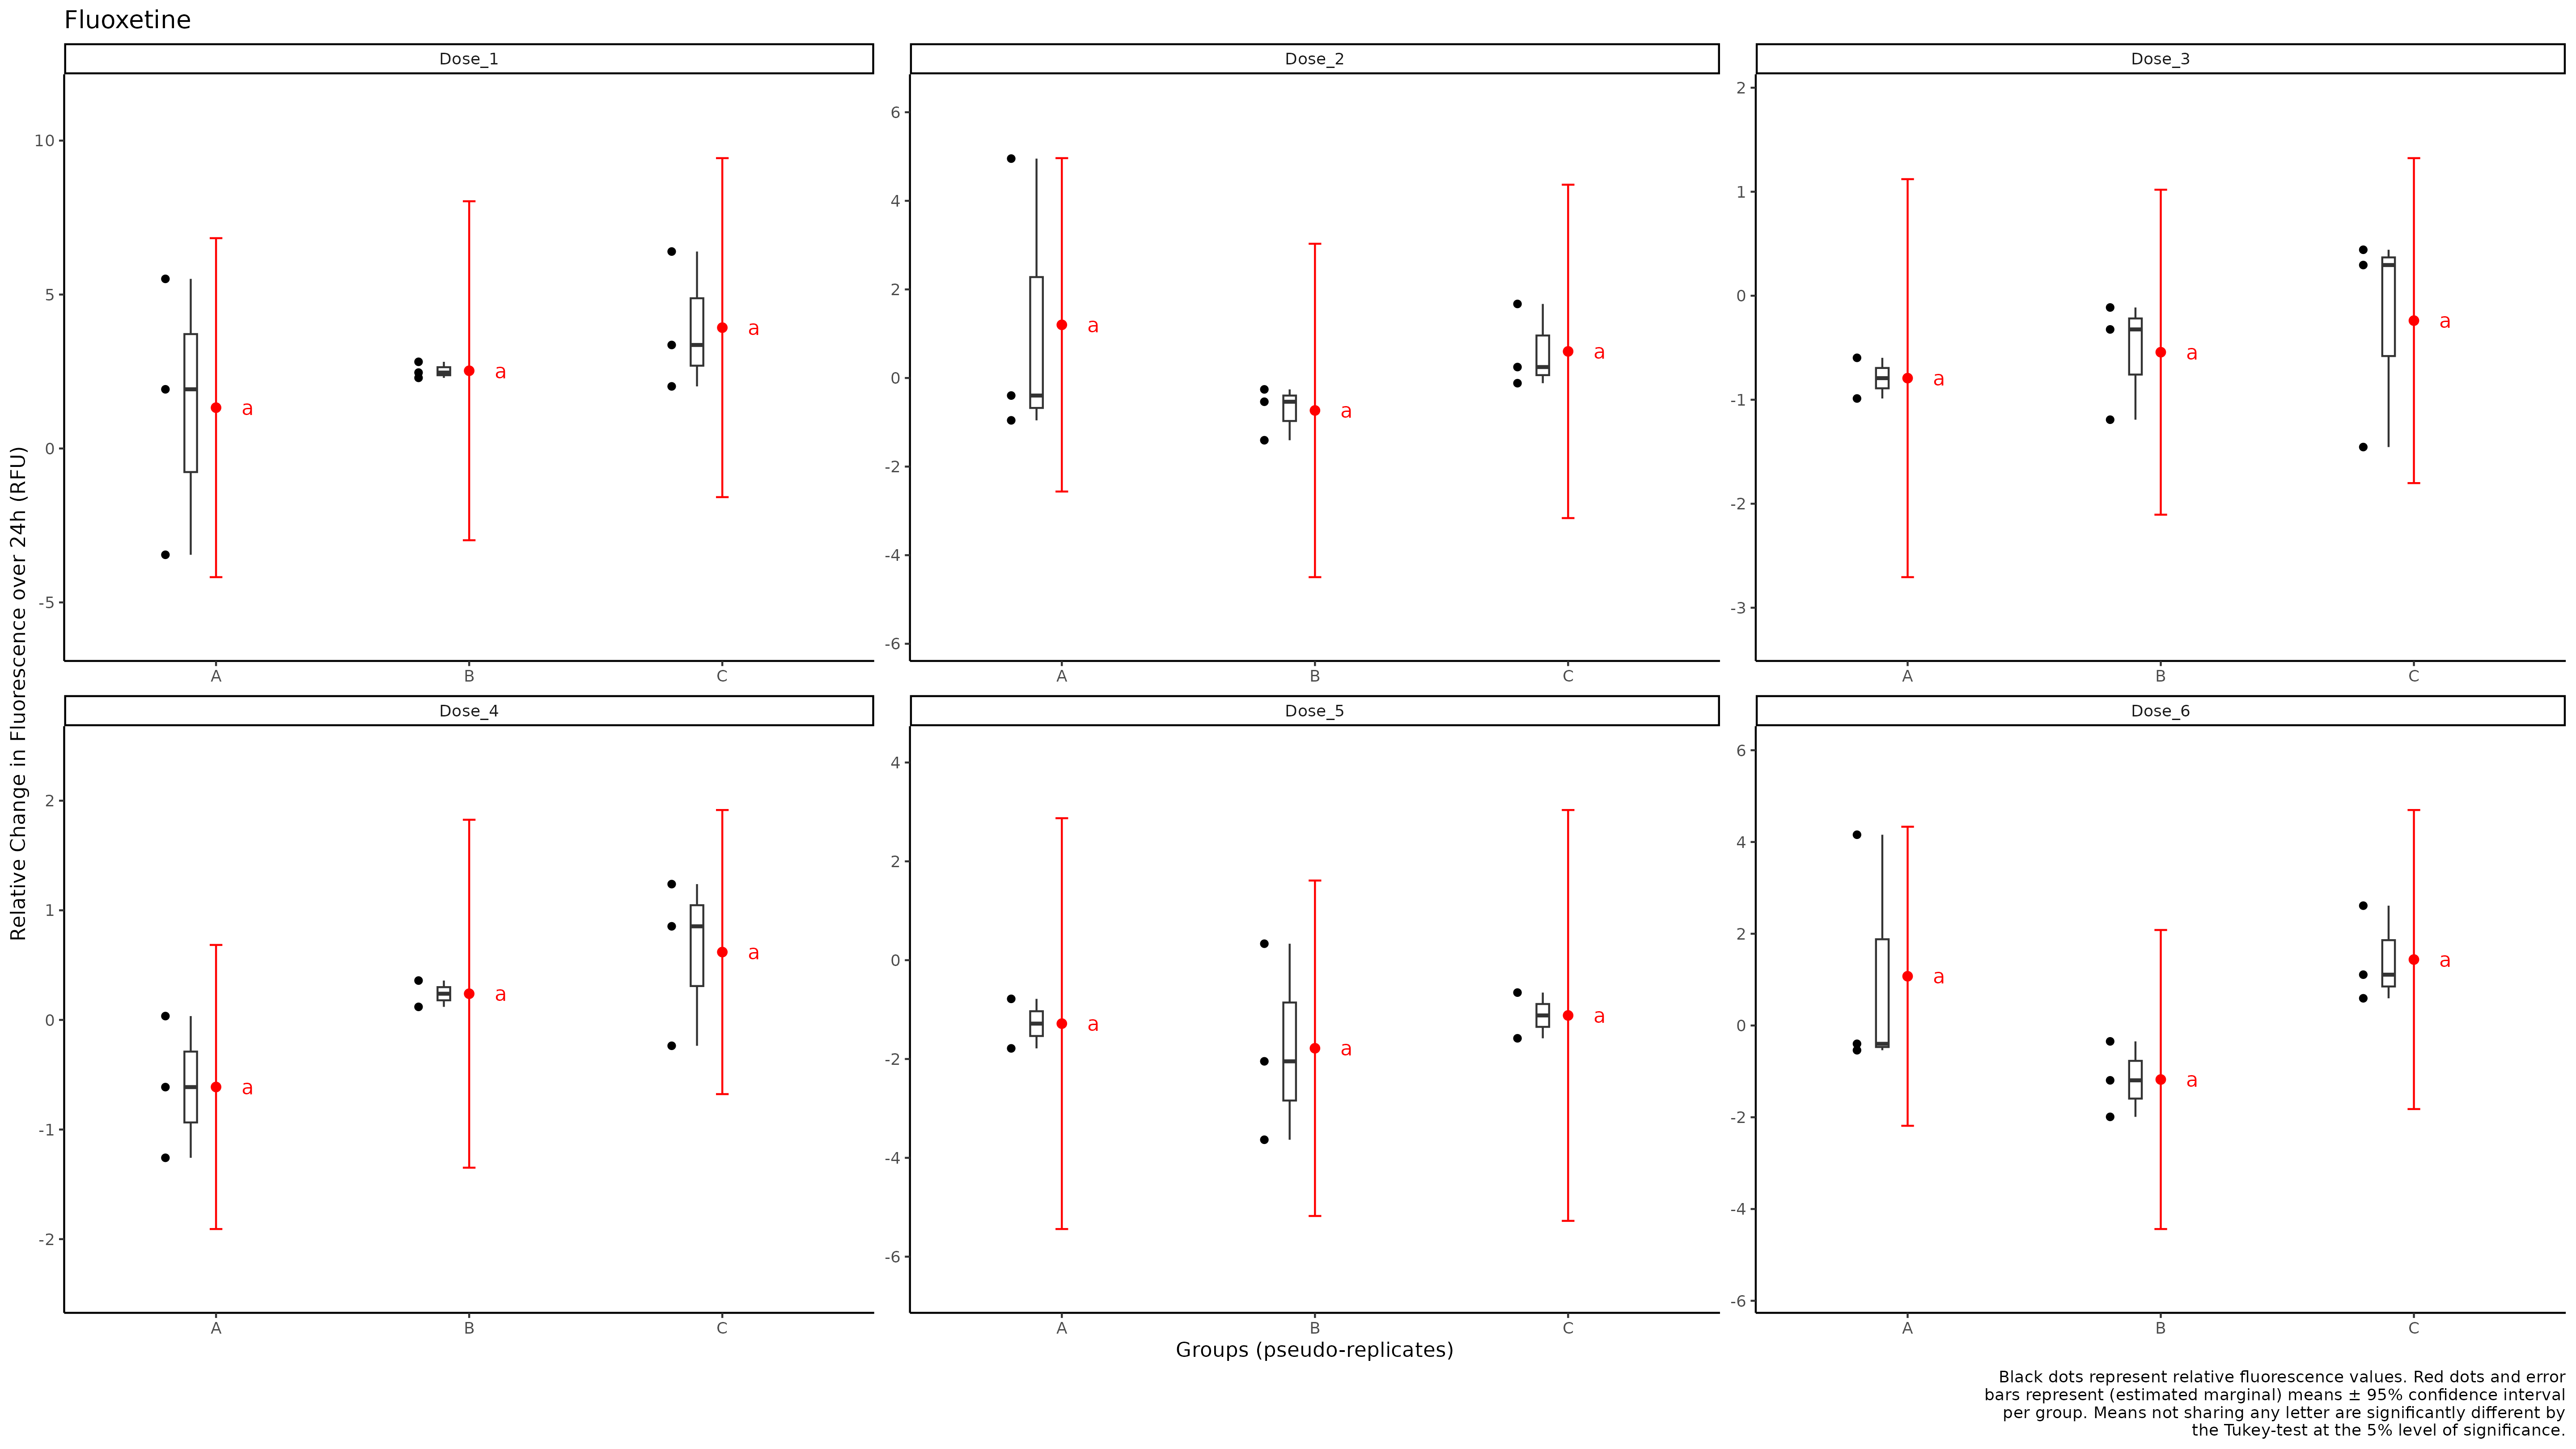 Fluoxetine
Relative Change in Fluorescence over 24h (RFU)
Dose_1
10
5
0
-5
a
a
a
A
B
C
Dose_2
6
4
2
0
-2
-4
-6
a
a
a
A
B
C
Dose_3
2
1
0
-1
-2
-3
a
a
a
A
B
C
Dose_4
2
1
0
-1
-2
a
a
a
A
B
C
Dose_5
4
2
0
-2
-4
-6
a
a
a
A
B
C
Dose_6
6
4
2
0
-2
-4
-6
a
a
a
A
B
C
Groups (pseudo-replicates)
Black dots represent relative fluorescence values. Red dots and error
bars represent (estimated marginal) means ± 95% confidence interval
per group. Means not sharing any letter are significantly different by
the Tukey-test at the 5% level of significance.